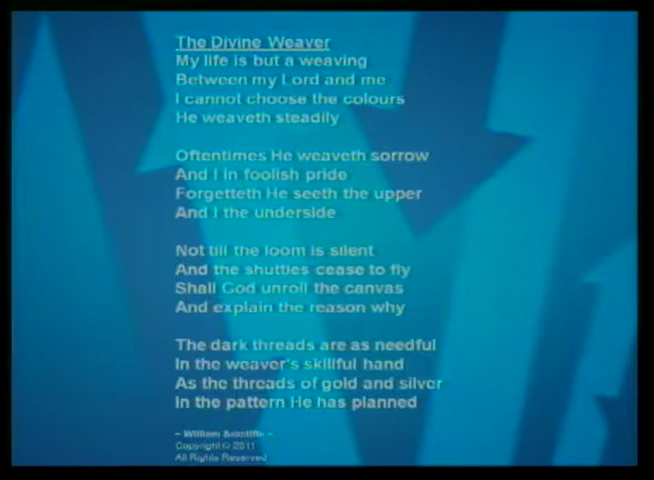 The Divine Weaver
My life is but a weaving
Between my Lord and me
I cannot choose the colours
He weaveth steadily
Oftentimes He weaveth sorrow
And I in foolish pride
Forgetteth He seeth the upper
And I the underside
Not till the loom is silent
And the shuttles cease to fly
Shall God unroll the canvas
And explain the reason why
The dark threads are as needful
In the weaver's skillful hand
As the threads of gold and silver
In the pattern He has planned
~ William ~
Copyright © 2011
All Rights Reserved